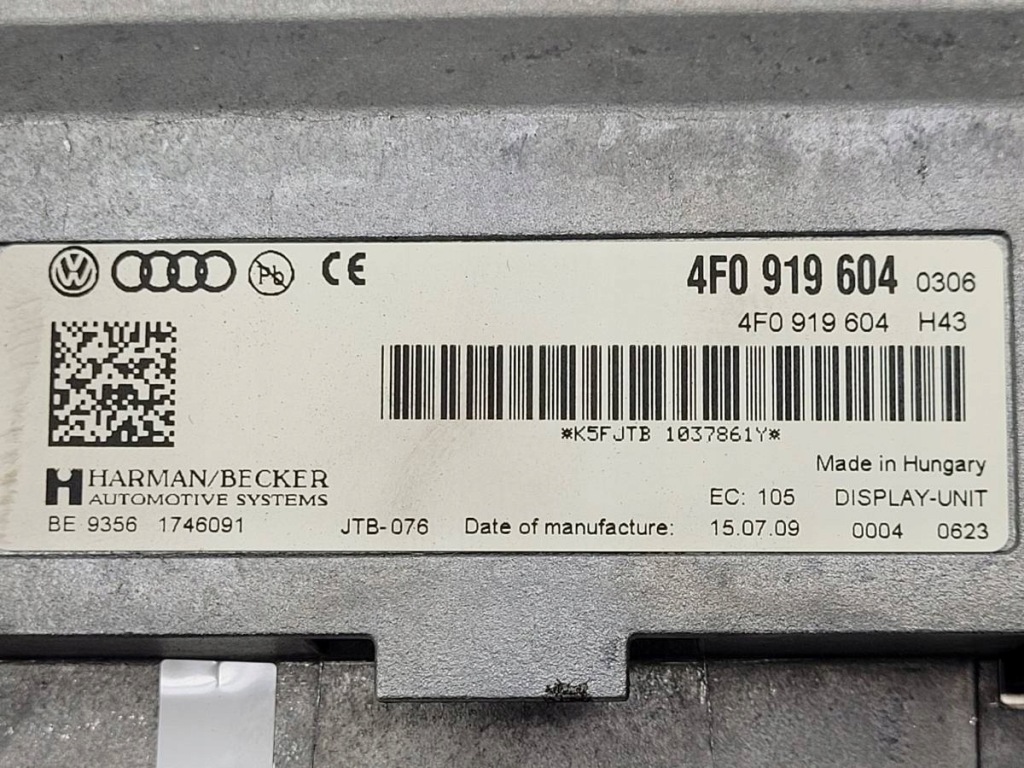 Pb CE 4F0 919 604 0306
4F0 919 604 H43
*K5FJTB 1037861Y*
Made in Hungary
HARMAN/BECKER
AUTOMOTIVE SYSTEMS
EC: 105 DISPLAY-UNIT
BE 9356 1746091 JTB-076 Date of manufacture: 15.07.09 0004 0623